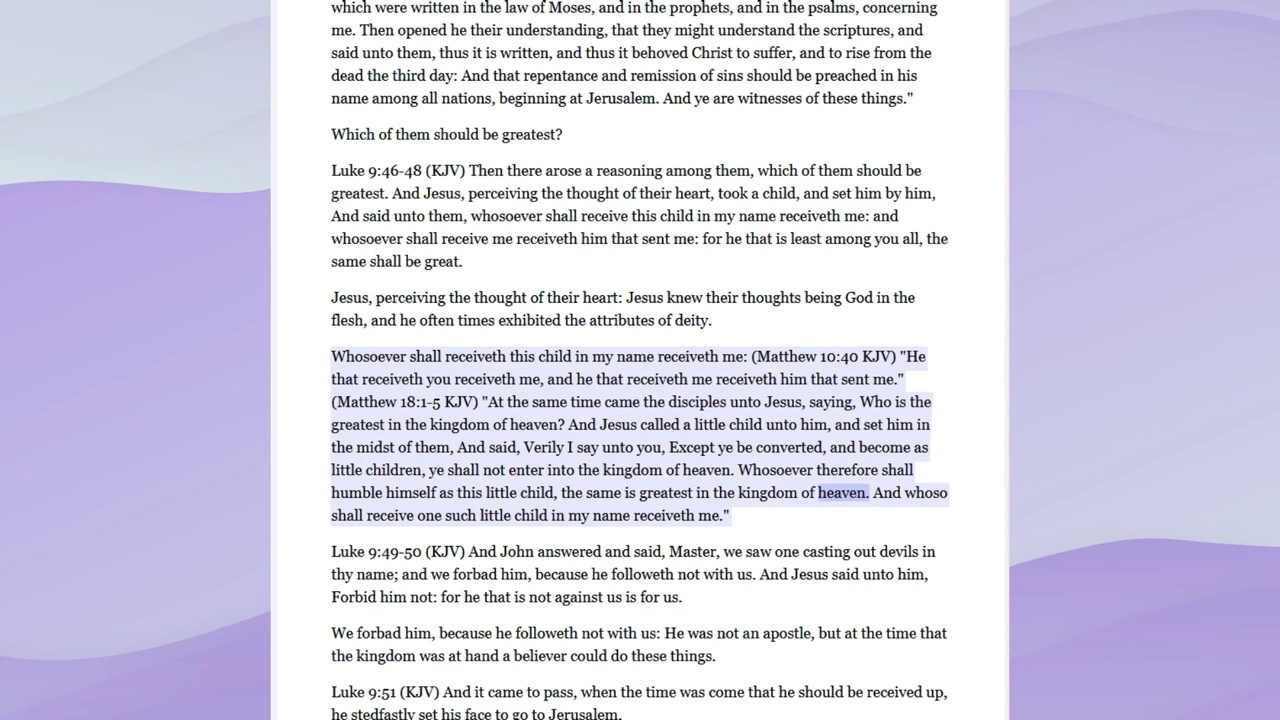 which were written in the law of Moses, and in the prophets, and in the psalms, concerning
me. Then opened he their understanding, that they might understand the scriptures, and
said unto them, thus it is written, and thus it behoved Christ to suffer, and to rise from the
dead the third day: And that repentance and remission of sins should be preached in his
name among all nations, beginning at Jerusalem. And ye are witnesses of these things."
Which of them should be greatest?
Luke 9:46-48 (KJV) Then there arose a reasoning among them, which of them should be
greatest. And Jesus, perceiving the thought of their heart, took a child, and set him by him,
And said unto them, whosoever shall receive this child in my name receiveth me: and
whosoever shall receive me receiveth him that sent me: for he that is least among you all, the
same shall be great.
Jesus, perceiving the thought of their heart: Jesus knew their thoughts being God in the
flesh, and he often times exhibited the attributes of deity.
Whosoever shall receiveth this child in my name receiveth me: (Matthew 10:40 KJV) "He
that receiveth you receiveth me, and he that receiveth me receiveth him that sent me."
(Matthew 18:1-5 KJV) "At the same time came the disciples unto Jesus, saying, Who is the
greatest in the kingdom of heaven? And Jesus called a little child unto him, and set him in
the midst of them, And said, Verily I say unto you, Except ye be converted, and become as
little children, ye shall not enter into the kingdom of heaven. Whosoever therefore shall
humble himself as this little child, the same is greatest in the kingdom of heaven. And whoso
shall receive one such little child in my name receiveth me."
Luke 9:49-50 (KJV) And John answered and said, Master, we saw one casting out devils in
thy name; and we forbad him, because he followeth not with us. And Jesus said unto him,
Forbid him not: for he that is not against us is for us.
We forbad him, because he followeth not with us: He was not an apostle, but at the time that
the kingdom was at hand a believer could do these things.
Luke 9:51 (KJV) And it came to pass, when the time was come that he should be received up,
he stedfastly set his face to go to Jerusalem.